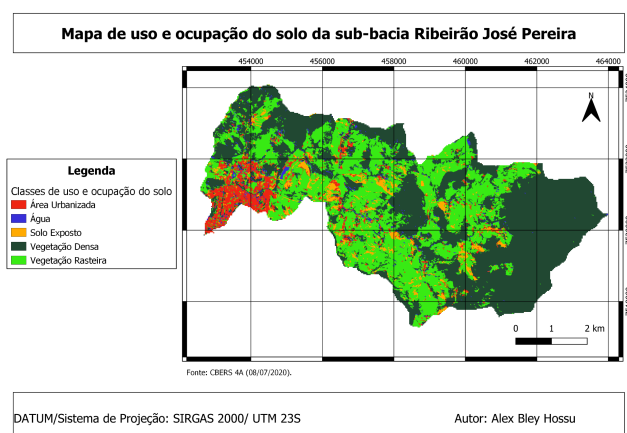 Mapa de uso e ocupação do solo da sub-bacia Ribeirão José Pereira
454000 456000 458000 460000 462000 464000
N
Legenda
Classes de uso e ocupação do solo
Área Urbanizada
Água
Solo Exposto
Vegetação Densa
Vegetação Rasteira
0 1 2 km
Fonte: CBERS 4A (08/07/2020).
DATUM/Sistema de Projeção: SIRGAS 2000/ UTM 23S
Autor: Alex Bley Hossu